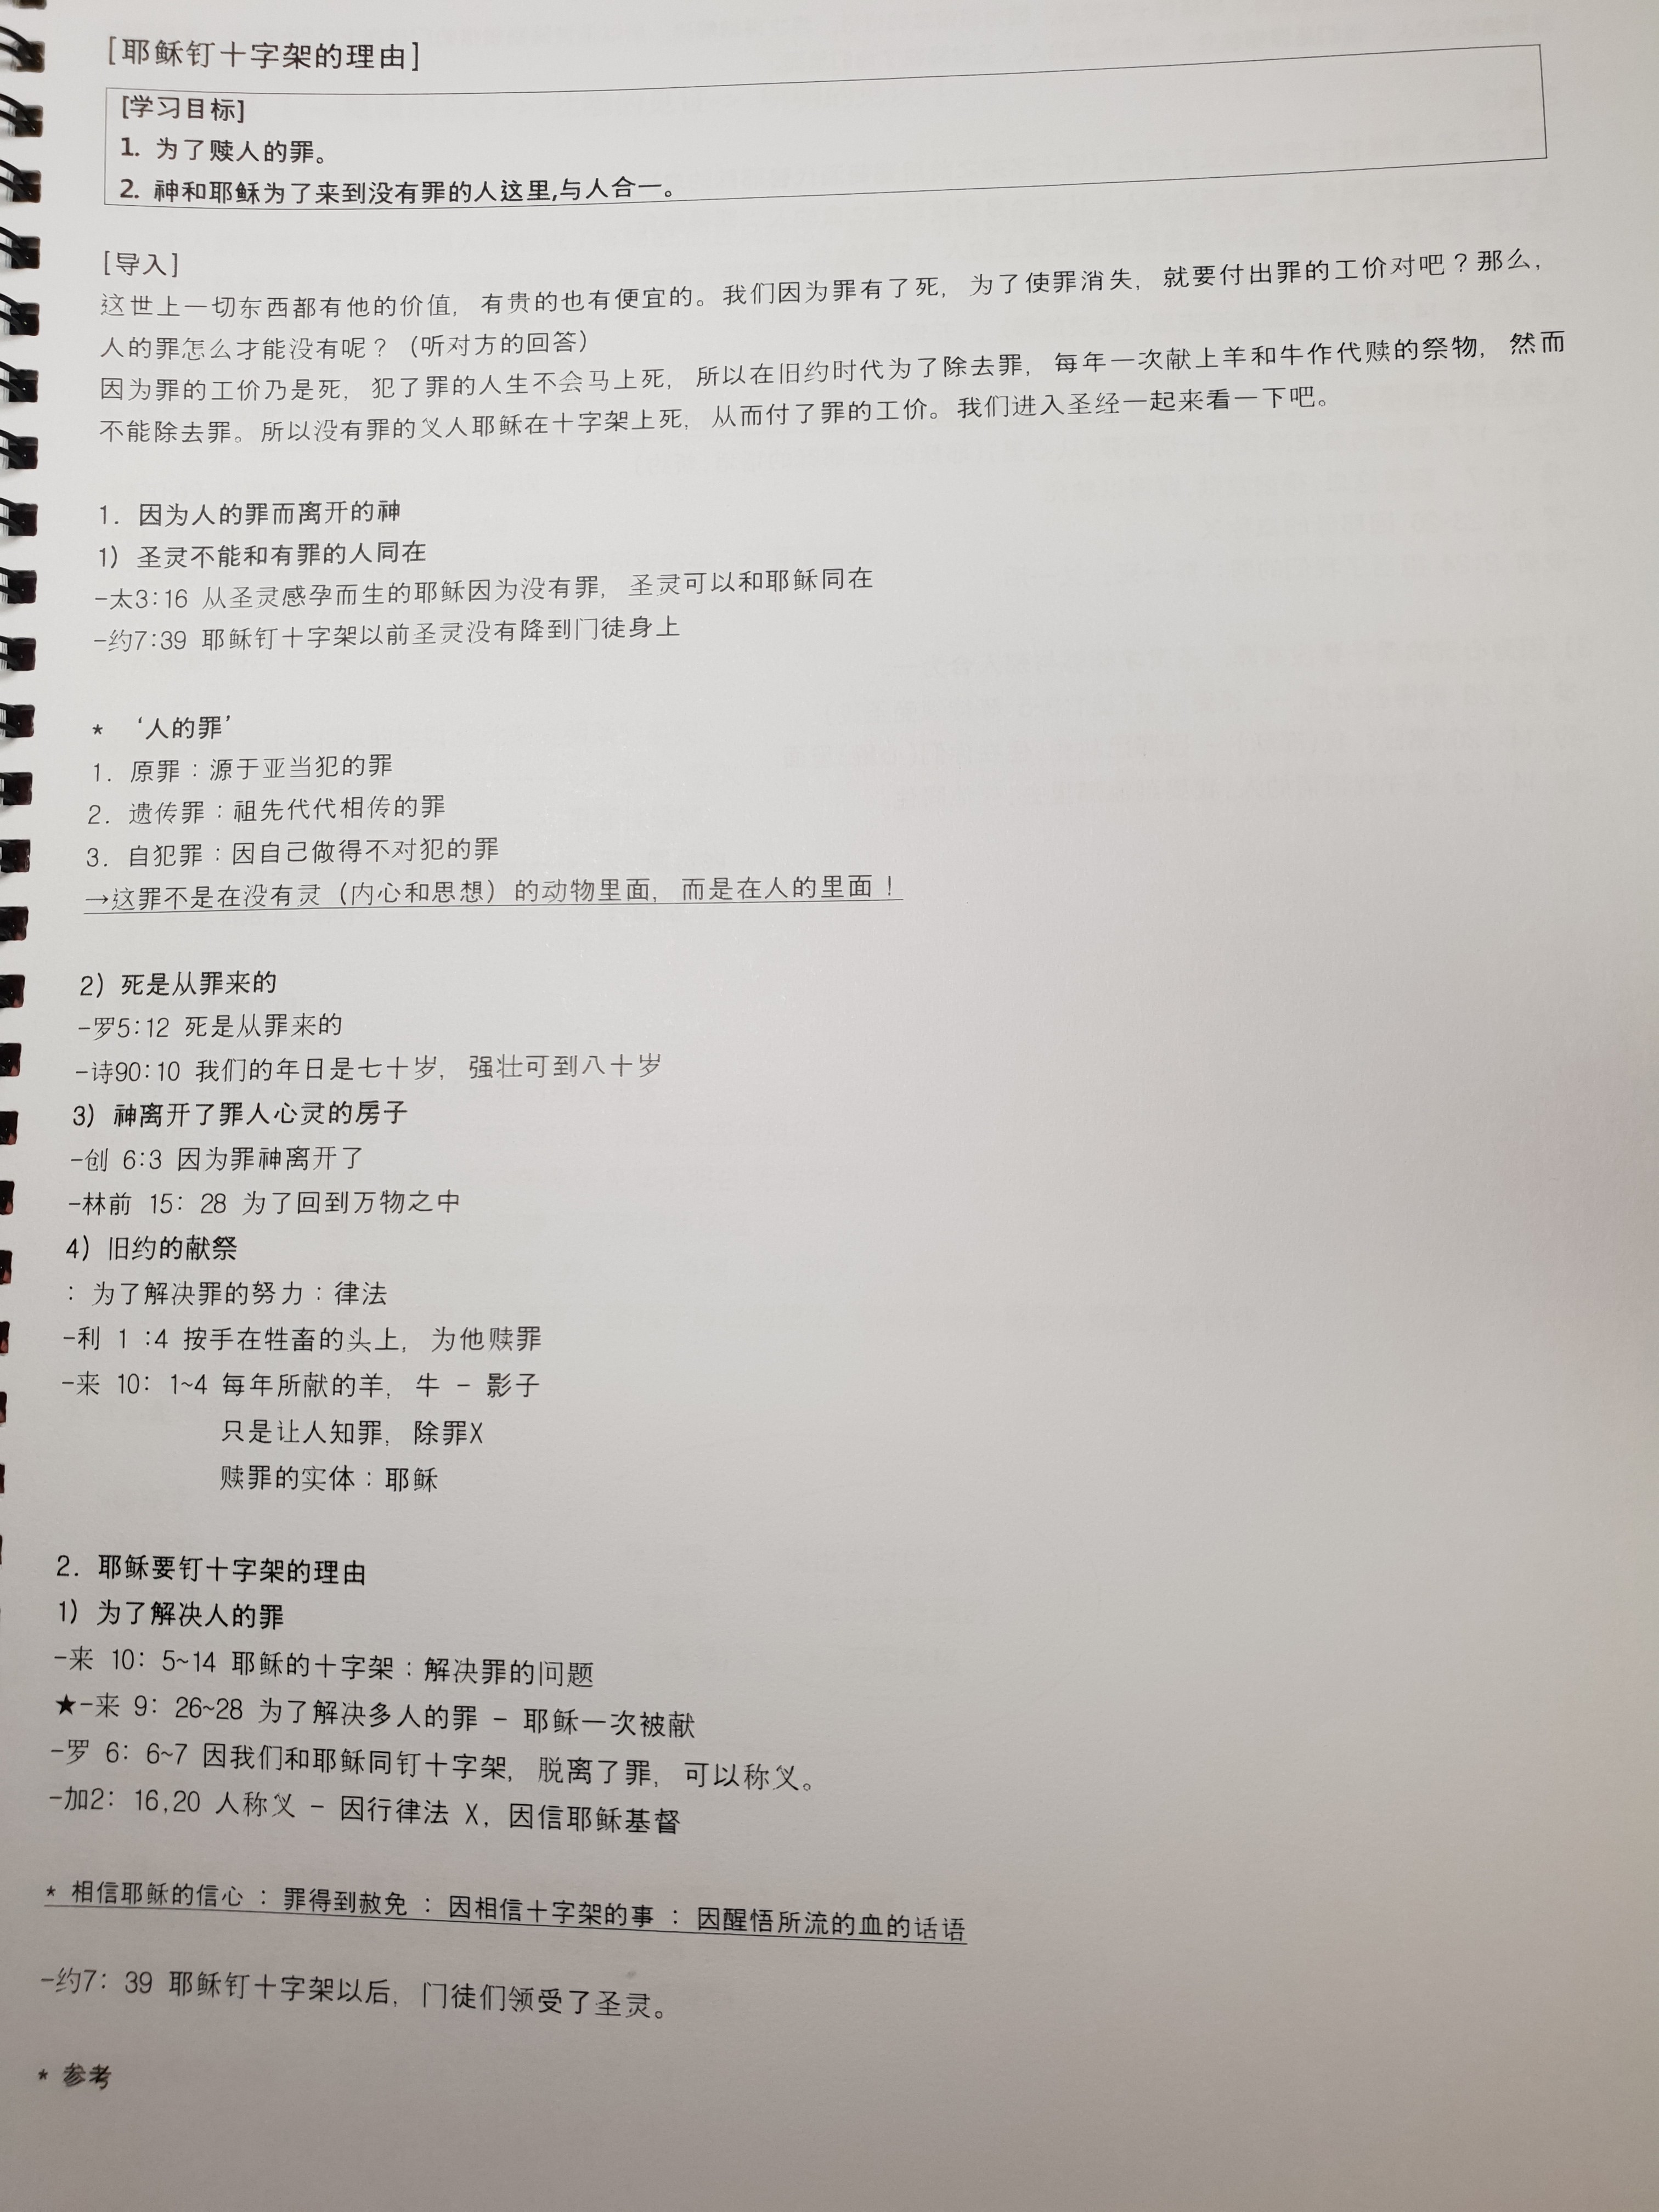 [耶稣钉十字架的理由]
[学习目标]
1. 为了赎人的罪。
2. 神和耶稣为了来到没有罪的人这里,与人合一。
[导入]
这世上一切东西都有他的价值, 有贵的也有便宜的。我们因为罪有了死, 为了使罪消失, 就要付出罪的工价对吧？那么,
人的罪怎么才能没有呢？(听对方的回答)
因为罪的工价乃是死, 犯了罪的人生不会马上死, 所以在旧约时代为了除去罪, 每年一次献上羊和牛作代赎的祭物, 然而
不能除去罪。所以没有罪的义人耶稣在十字架上死, 从而付了罪的工价。我们进入圣经一起来看一下吧。
1. 因为人的罪而离开的神
1) 圣灵不能和有罪的人同在
-太3:16 从圣灵感孕而生的耶稣因为没有罪, 圣灵可以和耶稣同在
-约7:39 耶稣钉十字架以前圣灵没有降到门徒身上
* ‘人的罪’
1. 原罪：源于亚当犯的罪
2. 遗传罪：祖先代代相传的罪
3. 自犯罪：因自己做得不对犯的罪
→这罪不是在没有灵 (内心和思想) 的动物里面, 而是在人的里面！
2) 死是从罪来的
-罗5:12 死是从罪来的
-诗90:10 我们的年日是七十岁, 强壮可到八十岁
3) 神离开了罪人心灵的房子
-创 6:3 因为罪神离开了
-林前 15: 28 为了回到万物之中
4) 旧约的献祭
: 为了解决罪的努力：律法
-利 1 :4 按手在牲畜的头上, 为他赎罪
-来 10: 1~4 每年所献的羊, 牛 - 影子
只是让人知罪, 除罪X
赎罪的实体：耶稣
2. 耶稣要钉十字架的理由
1) 为了解决人的罪
-来 10: 5~14 耶稣的十字架：解决罪的问题
★-来 9: 26~28 为了解决多人的罪 - 耶稣一次被献
-罗 6: 6~7 因我们和耶稣同钉十字架, 脱离了罪, 可以称义。
-加2: 16,20 人称义 - 因行律法 X, 因信耶稣基督
* 相信耶稣的信心 : 罪得到赦免 : 因相信十字架的事 : 因醒悟所流的血的话语
-约7: 39 耶稣钉十字架以后, 门徒们领受了圣灵。
* 参考